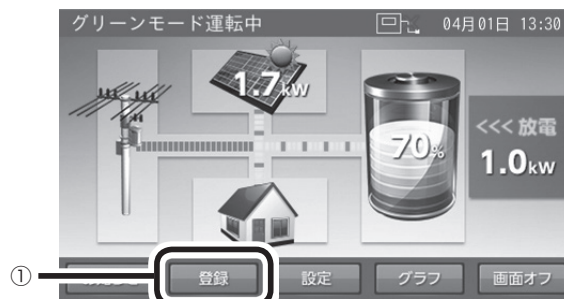 グリーンモード運転中
04月01日 13:30
1.7kW
70%
<<< 放電
1.0kW
①
登録
設定
グラフ
画面オフ